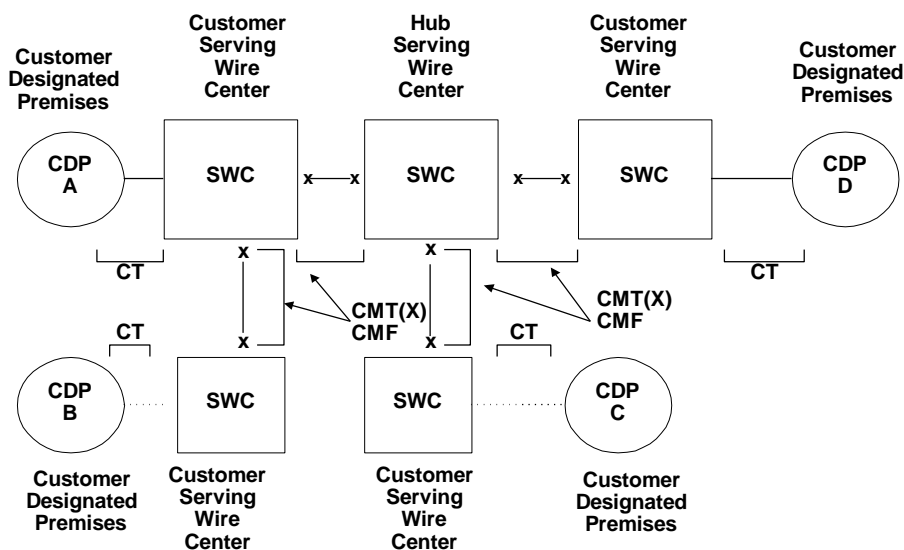 Customer
Serving
Wire
Center
Hub
Serving
Wire
Center
Customer
Serving
Wire
Center
Customer
Designated
Premises
Customer
Designated
Premises
CDP
A
SWC
x
x
SWC
x
x
SWC
CDP
D
CT
x
x
CT
CMT(X)
CMF
CMT(X)
CMF
CT
x
x
CT
CDP
B
SWC
SWC
CDP
C
Customer
Designated
Premises
Customer
Serving
Wire
Center
Customer
Serving
Wire
Center
Customer
Designated
Premises